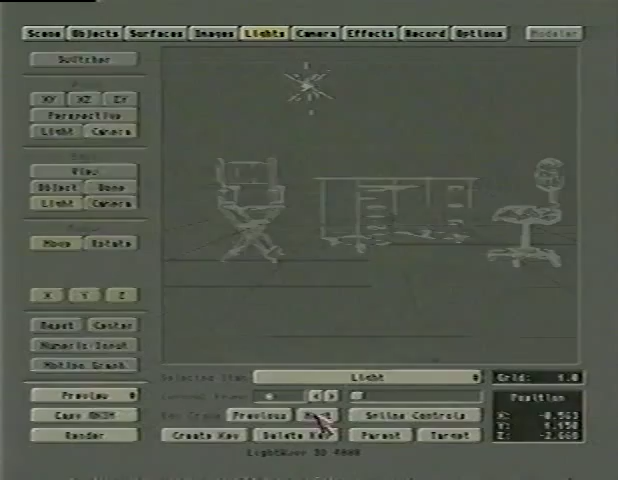 Scene Objects Surfaces Images Lights Camera Effects Record Options Modeler
Switcher
XY XZ ZY
Perspective
Light Camera
View
Object Bone
Light Camera
Move Rotate
X Y Z
Reset Center
Numeric Input
Motion Graph
Selected Item Light Grid: 1.0
Preview Current Frame Position
Key Frame Previous Next Spline Controls
Render Create Key Delete Key Parent Target
LightWave 3D